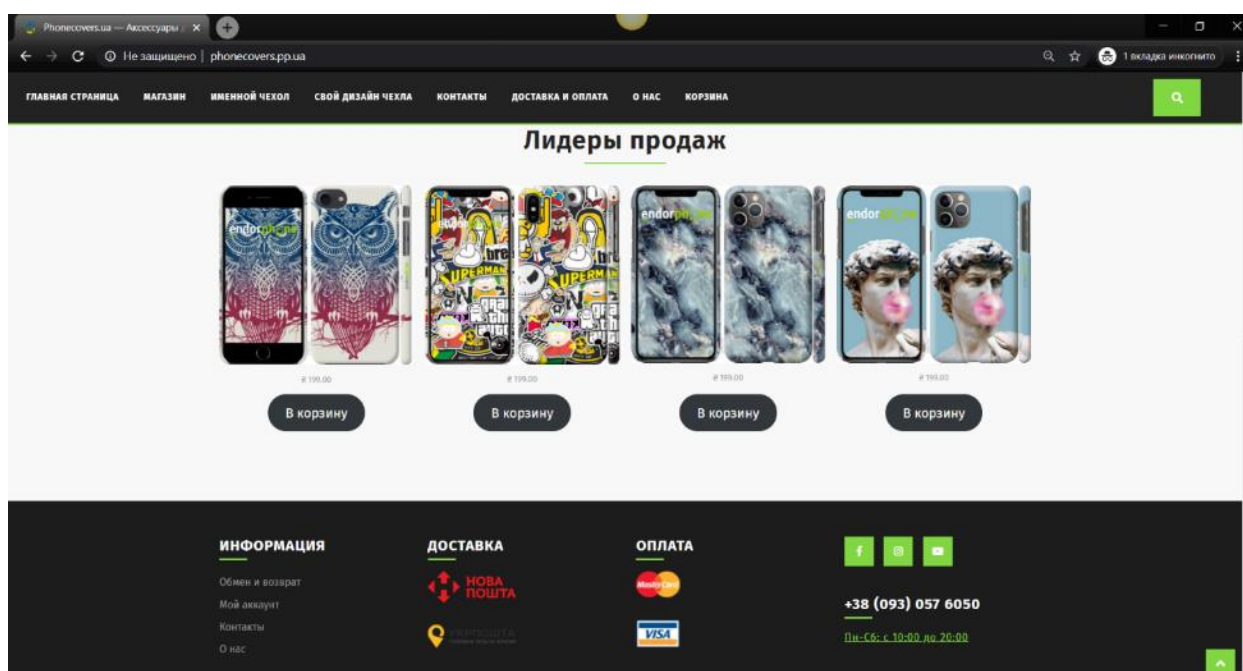 Phonecovers.ua — Аксессуары
Не защищено | phonecovers.pp.ua
1 вкладка инкогнито
ГЛАВНАЯ СТРАНИЦА МАГАЗИН ИМЕННОЙ ЧЕХОЛ СВОЙ ДИЗАЙН ЧЕХЛА КОНТАКТЫ ДОСТАВКА И ОПЛАТА О НАС КОРЗИНА
Лидеры продаж
endorphone
endorphone
endorphone
SUPERMAN
SUPERMAN
₴ 199.00 ₴ 199.00 ₴ 199.00 ₴ 199.00
В корзину В корзину В корзину В корзину
ИНФОРМАЦИЯ
Обмен и возврат
Мой аккаунт
Контакты
О нас
ДОСТАВКА
НОВА
ПОШТА
УКРПОШТА
ОПЛАТА
MasterCard
VISA
+38 (093) 057 6050
Пн-Сб: с 10:00 до 20:00